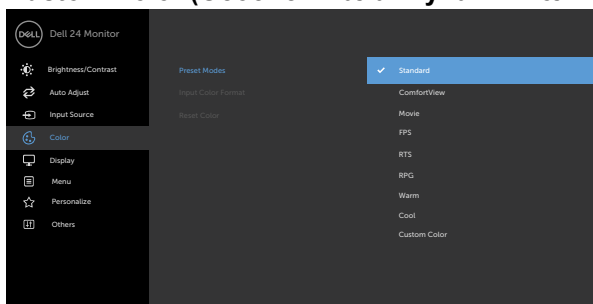 DELL
Dell 24 Monitor
Brightness/Contrast
Auto Adjust
Input Source
Color
Display
Menu
Personalize
Others
Preset Modes
Input Color Format
Reset Color
Standard
ComfortView
Movie
FPS
RTS
RPG
Warm
Cool
Custom Color